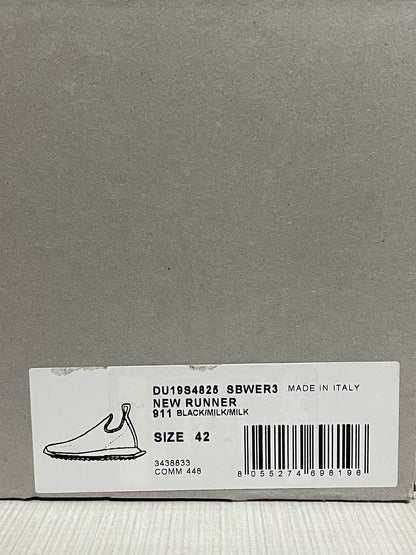 DU19S4825 SBWER3 MADE IN ITALY
NEW RUNNER
911 BLACK/MILK/MILK
SIZE 42
3438833
COMM 448
8 055274 698196